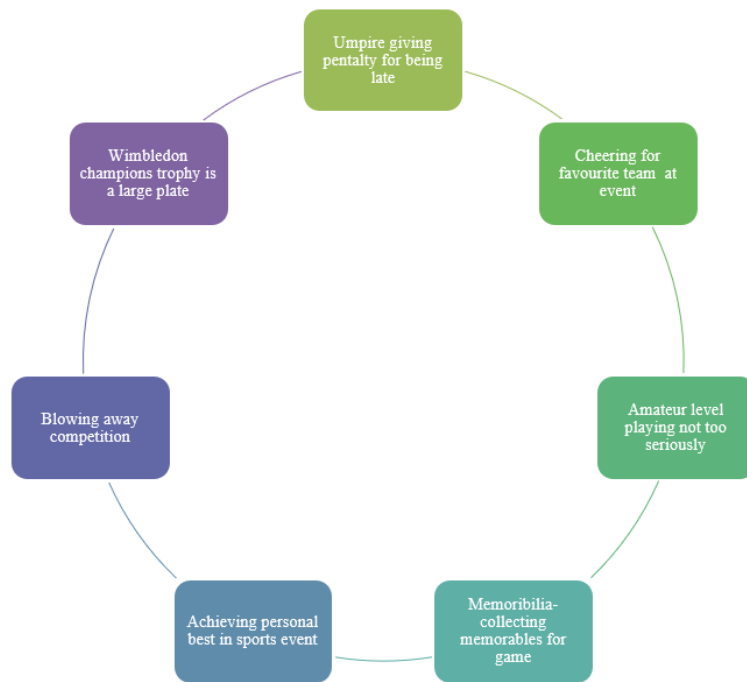 Umpire giving
pentalty for being
late
Cheering for
favourite team at
event
Amateur level
playing not too
seriously
Memoribilia-
collecting
memorables for
game
Achieving personal
best in sports event
Blowing away
competition
Wimbledon
champions trophy is
a large plate